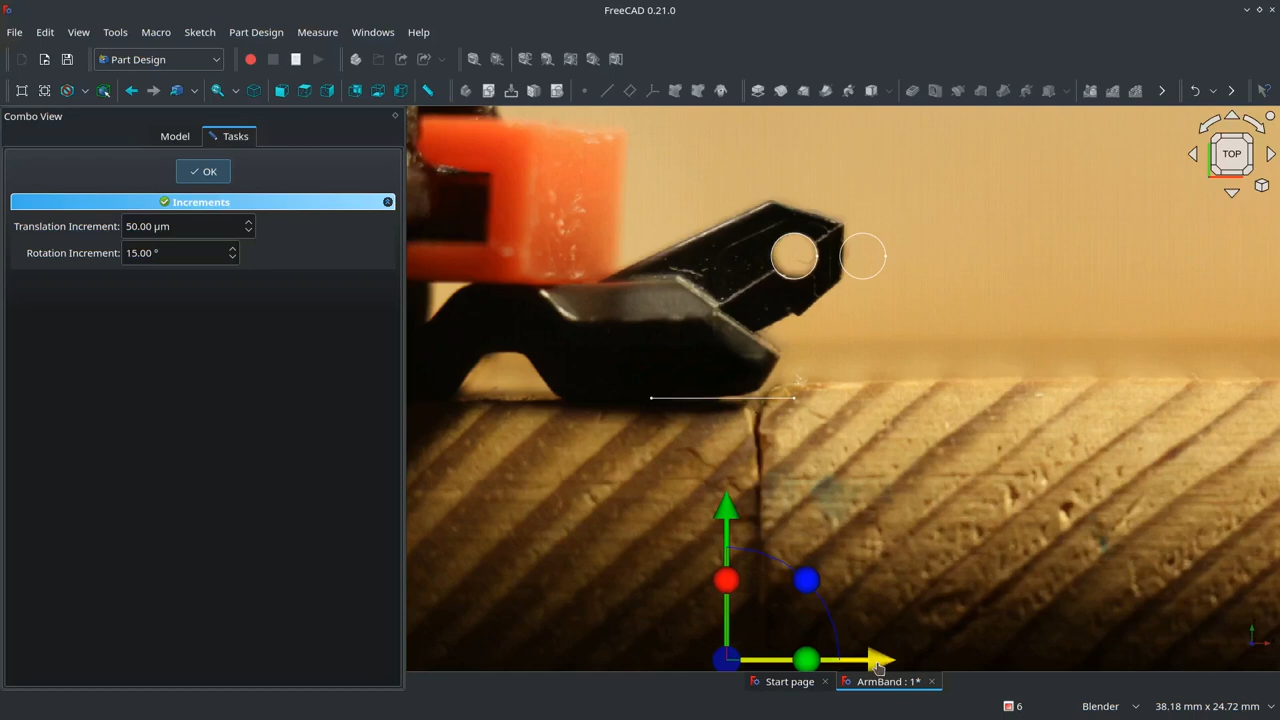 FreeCAD 0.21.0
File Edit View Tools Macro Sketch Part Design Measure Windows Help
Part Design
Combo View
Model Tasks
OK
Increments
Translation Increment: 50.00 µm
Rotation Increment: 15.00 °
TOP
Start page ArmBand : 1*
6 Blender 38.18 mm x 24.72 mm